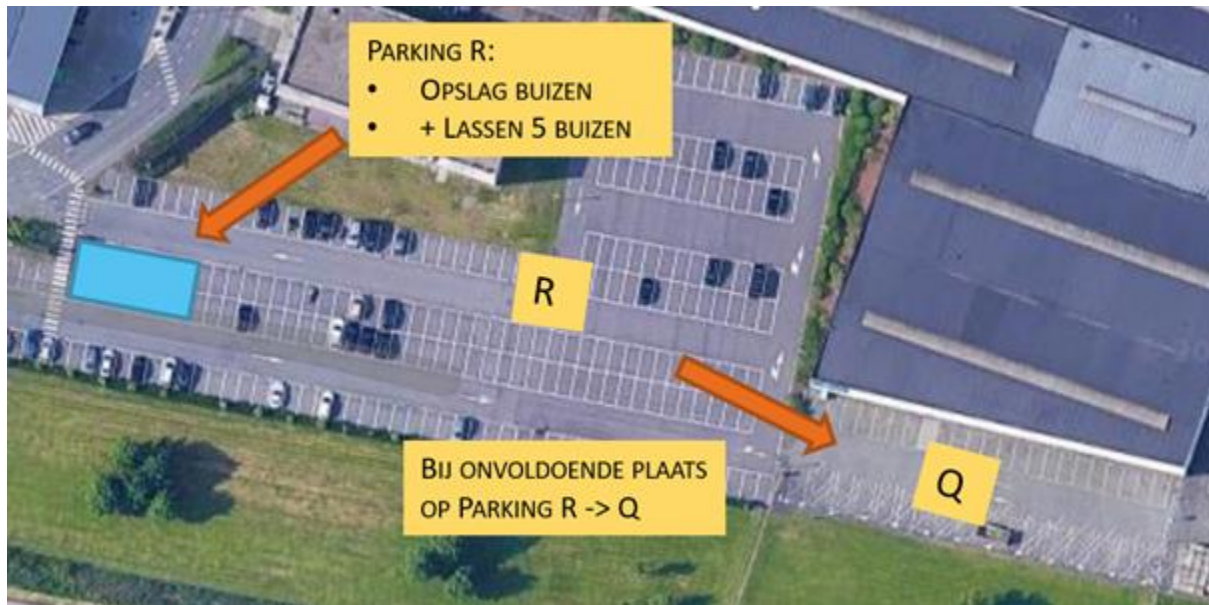 PARKING R:
• OPSLAG BUIZEN
• + LASSEN 5 BUIZEN
R
BIJ ONVOLDOENDE PLAATS
OP PARKING R -> Q
Q